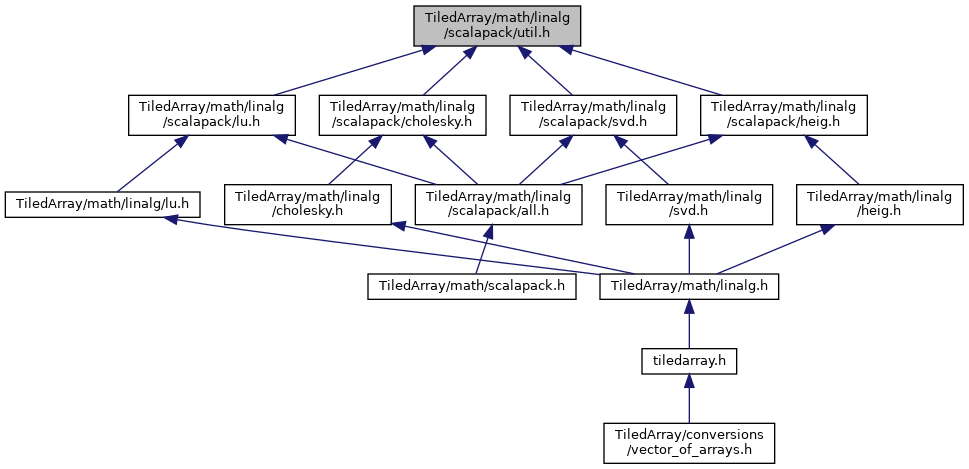 TiledArray/math/linalg
/scalapack/util.h
TiledArray/math/linalg
/scalapack/lu.h
TiledArray/math/linalg
/scalapack/cholesky.h
TiledArray/math/linalg
/scalapack/svd.h
TiledArray/math/linalg
/scalapack/heig.h
TiledArray/math/linalg/lu.h
TiledArray/math/linalg
/cholesky.h
TiledArray/math/linalg
/scalapack/all.h
TiledArray/math/linalg
/svd.h
TiledArray/math/linalg
/heig.h
TiledArray/math/scalapack.h
TiledArray/math/linalg.h
tiledarray.h
TiledArray/conversions
/vector_of_arrays.h